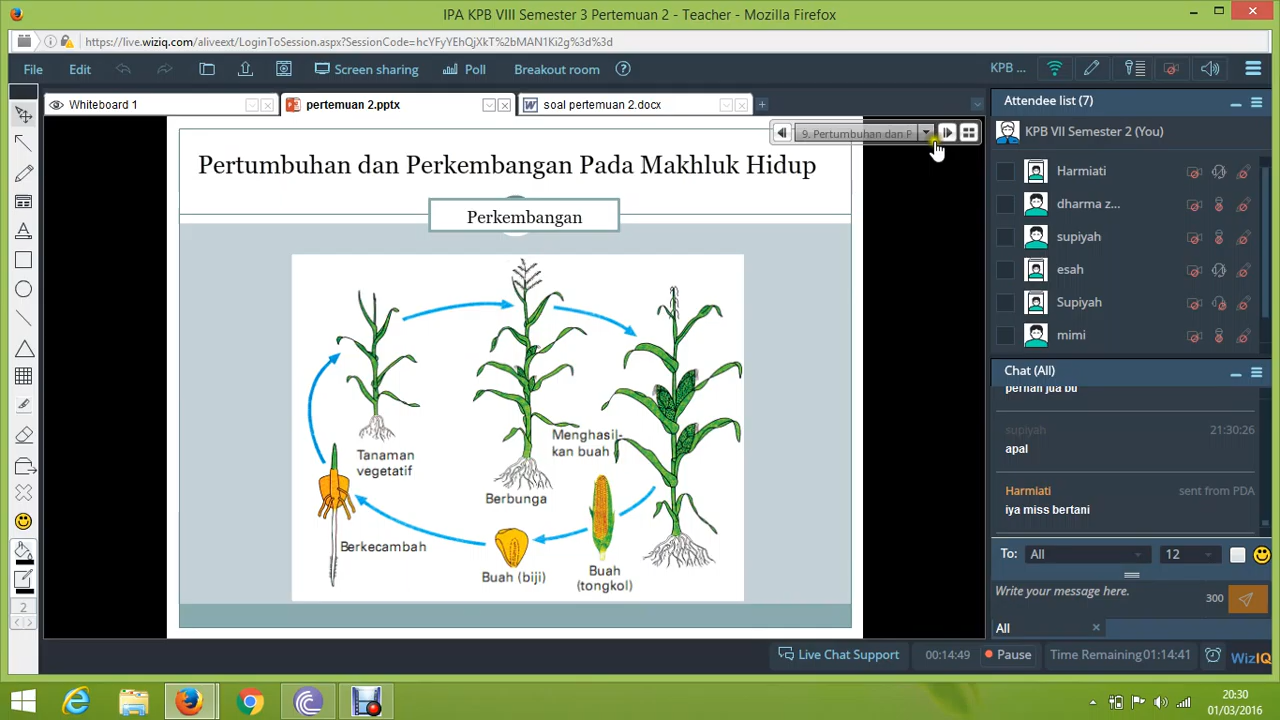 IPA KPB VIII Semester 3 Pertemuan 2 - Teacher - Mozilla Firefox
https://live.wiziq.com/aliveext/LoginToSession.aspx?SessionCode=hcYFyYEhQjXkT%2bMAN1Ki2g%3d%3d
File Edit Screen sharing Poll Breakout room KPB ...
Whiteboard 1 pertemuan 2.pptx soal pertemuan 2.docx
9. Pertumbuhan dan P
Pertumbuhan dan Perkembangan Pada Makhluk Hidup
Perkembangan
Tanaman
vegetatif
Berbunga
Menghasil-
kan buah
Buah
(tongkol)
Buah (biji)
Berkecambah
2
Attendee list (7)
KPB VII Semester 2 (You)
Harmiati
dharma z...
supiyah
esah
Supiyah
mimi
Chat (All)
pernah jua bu
supiyah 21:30:26
apal
Harmiati sent from PDA
iya miss bertani
To: All 12
Write your message here. 300
All
Live Chat Support 00:14:49 Pause Time Remaining 01:14:41 WizIQ
20:30
01/03/2016